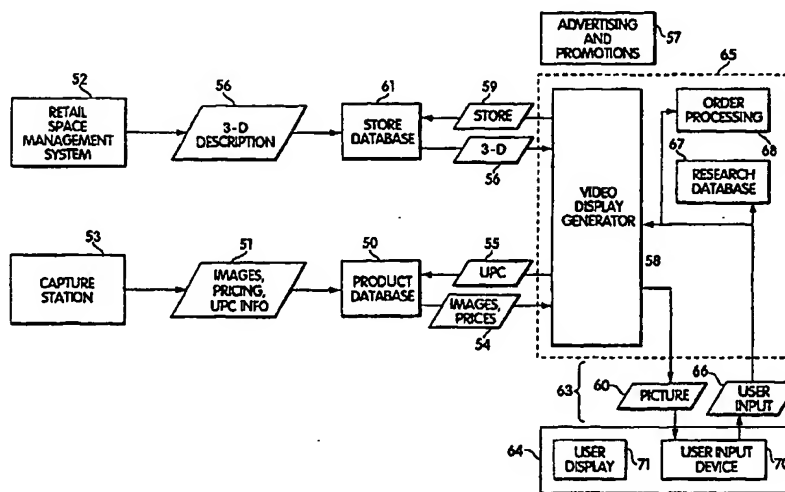 ADVERTISING AND PROMOTIONS
57
65
52
RETAIL
SPACE
MANAGEMENT
SYSTEM
56
3-D
DESCRIPTION
61
STORE
DATABASE
59
STORE
3-D
56
VIDEO
DISPLAY
GENERATOR
58
ORDER
PROCESSING
68
67
RESEARCH
DATABASE
53
CAPTURE
STATION
51
IMAGES,
PRICING,
UPC INFO
50
PRODUCT
DATABASE
55
UPC
IMAGES,
PRICES
54
63
60
PICTURE
66
USER
INPUT
64
USER
DISPLAY
71
USER INPUT
DEVICE
70